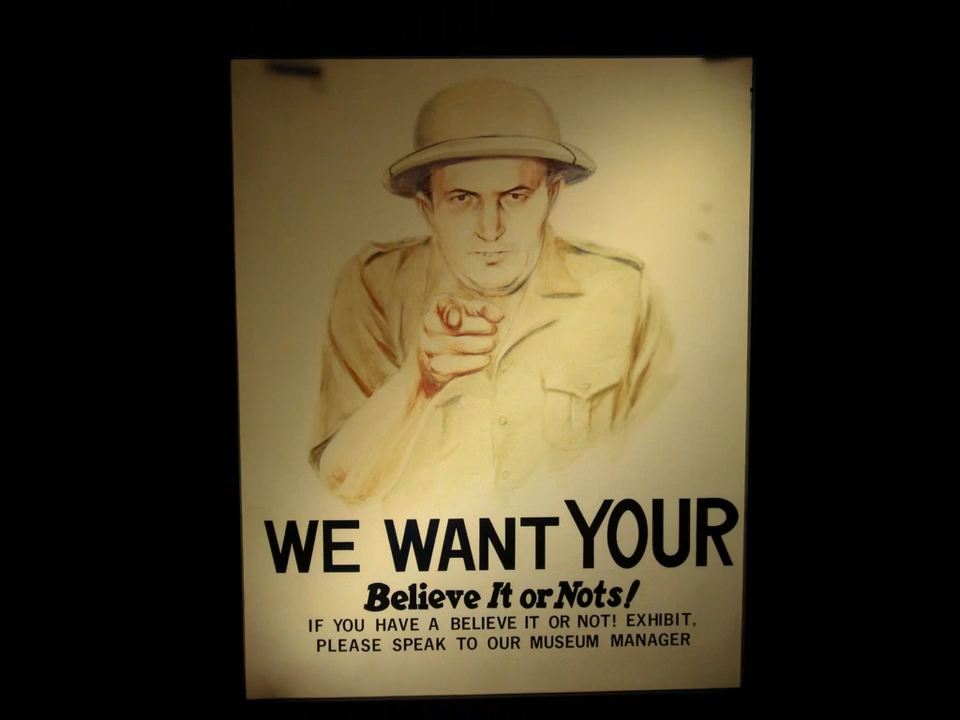 WE WANT YOUR
Believe It or Nots!
IF YOU HAVE A BELIEVE IT OR NOT! EXHIBIT,
PLEASE SPEAK TO OUR MUSEUM MANAGER